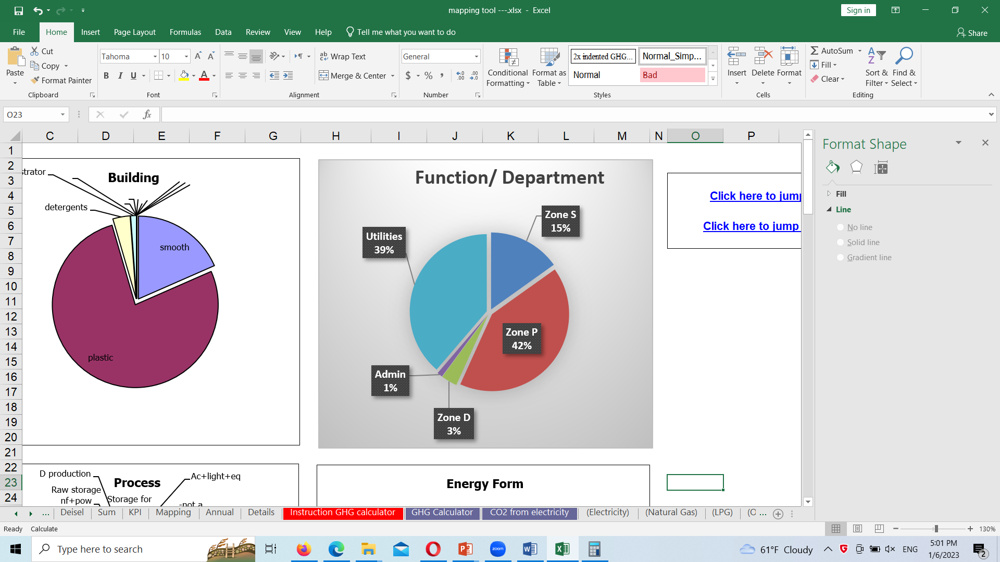 mapping tool ---.xlsx - Excel
Sign in
File Home Insert Page Layout Formulas Data Review View Help Tell me what you want to do Share
Paste
Cut
Copy
Format Painter
Clipboard
Tahoma 10
B I U
Font
Wrap Text
Merge & Center
Alignment
General
$ % ,
Number
Conditional Formatting
Format as Table
2x indented GHG...
Normal_Simp...
Normal
Bad
Styles
Insert Delete Format
Cells
AutoSum
Fill
Clear
Sort & Filter
Find & Select
Editing
O23
fx
C D E F G H I J K L M N O P
1
2
3
4
5
6
7
8
9
10
11
12
13
14
15
16
17
18
19
20
21
22
23
24
Building
strator
detergents
smooth
plastic
Function/ Department
Zone S
15%
Utilities
39%
Zone P
42%
Admin
1%
Zone D
3%
Click here to jump
Click here to jump
Process
D production
Raw storage
nf+pow
Storage for
Ac+light+eq
-not a
Energy Form
Format Shape
Fill
Line
No line
Solid line
Gradient line
... Deisel Sum KPI Mapping Annual Details Instruction GHG calculator GHG Calculator CO2 from electricity (Electricity) (Natural Gas) (LPG) (O ...
Ready Calculate
130%
Type here to search
zoom
61°F Cloudy
ENG
5:01 PM
1/6/2023
2